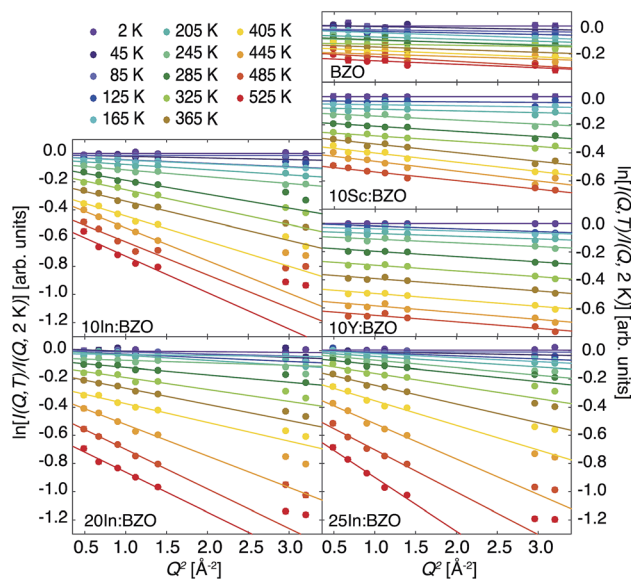 2 K 205 K 405 K
45 K 245 K 445 K
85 K 285 K 485 K
125 K 325 K 525 K
165 K 365 K
0.0
-0.2
BZO
0.0
-0.2
-0.4
-0.6
10Sc:BZO
0.0
-0.2
-0.4
-0.6
10Y:BZO
ln[I(Q,T)/I(Q, 2 K)] [arb. units]
0.0
-0.2
-0.4
-0.6
-0.8
-1.0
-1.2
10In:BZO
ln[I(Q,T)/I(Q, 2 K)] [arb. units]
0.0
-0.2
-0.4
-0.6
-0.8
-1.0
-1.2
20In:BZO
0.0
-0.2
-0.4
-0.6
-0.8
-1.0
-1.2
25In:BZO
0.5 1.0 1.5 2.0 2.5 3.0
0.5 1.0 1.5 2.0 2.5 3.0
Q² [Å⁻²]
Q² [Å⁻²]